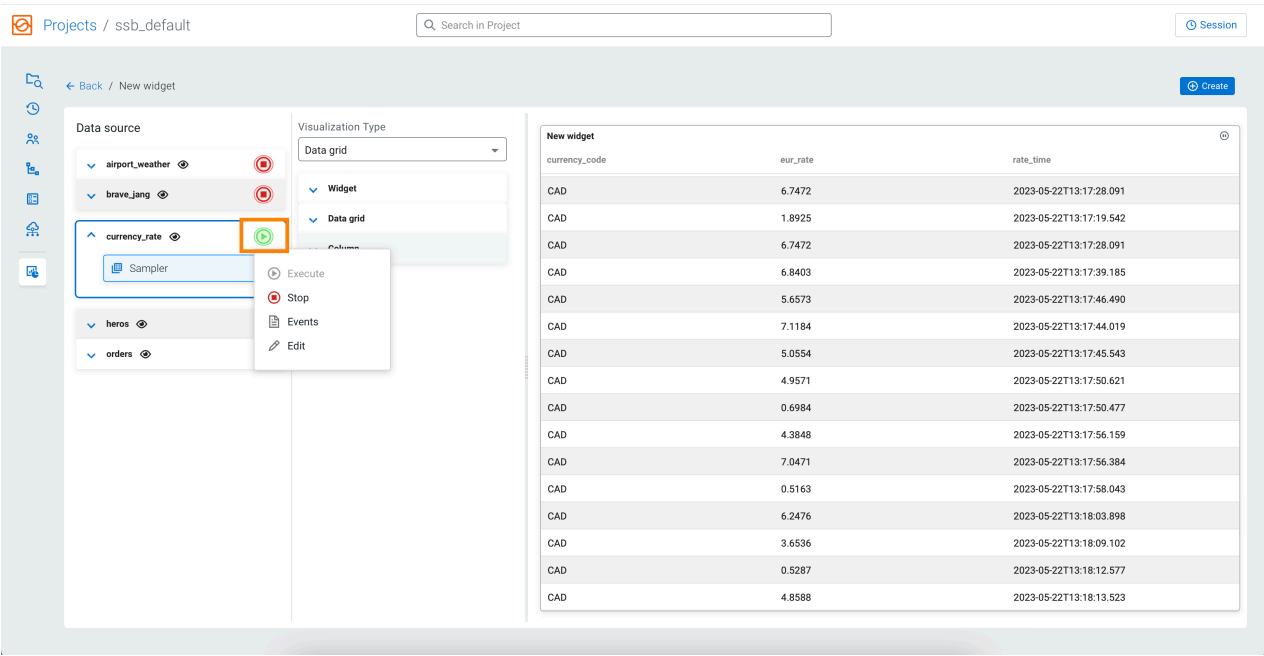 Projects / ssb_default
Search in Project
Session
Back / New widget
Create
Data source
airport_weather
brave_jang
currency_rate
Sampler
heros
orders
Execute
Stop
Events
Edit
Visualization Type
Data grid
Widget
Data grid
Column
New widget
currency_code eur_rate rate_time
CAD 6.7472 2023-05-22T13:17:28.091
CAD 1.8925 2023-05-22T13:17:19.542
CAD 6.7472 2023-05-22T13:17:28.091
CAD 6.8403 2023-05-22T13:17:39.185
CAD 5.6573 2023-05-22T13:17:46.490
CAD 7.1184 2023-05-22T13:17:44.019
CAD 5.0554 2023-05-22T13:17:45.543
CAD 4.9571 2023-05-22T13:17:50.621
CAD 0.6984 2023-05-22T13:17:50.477
CAD 4.3848 2023-05-22T13:17:56.159
CAD 7.0471 2023-05-22T13:17:56.384
CAD 0.5163 2023-05-22T13:17:58.043
CAD 6.2476 2023-05-22T13:18:03.898
CAD 3.6536 2023-05-22T13:18:09.102
CAD 0.5287 2023-05-22T13:18:12.577
CAD 4.8588 2023-05-22T13:18:13.523